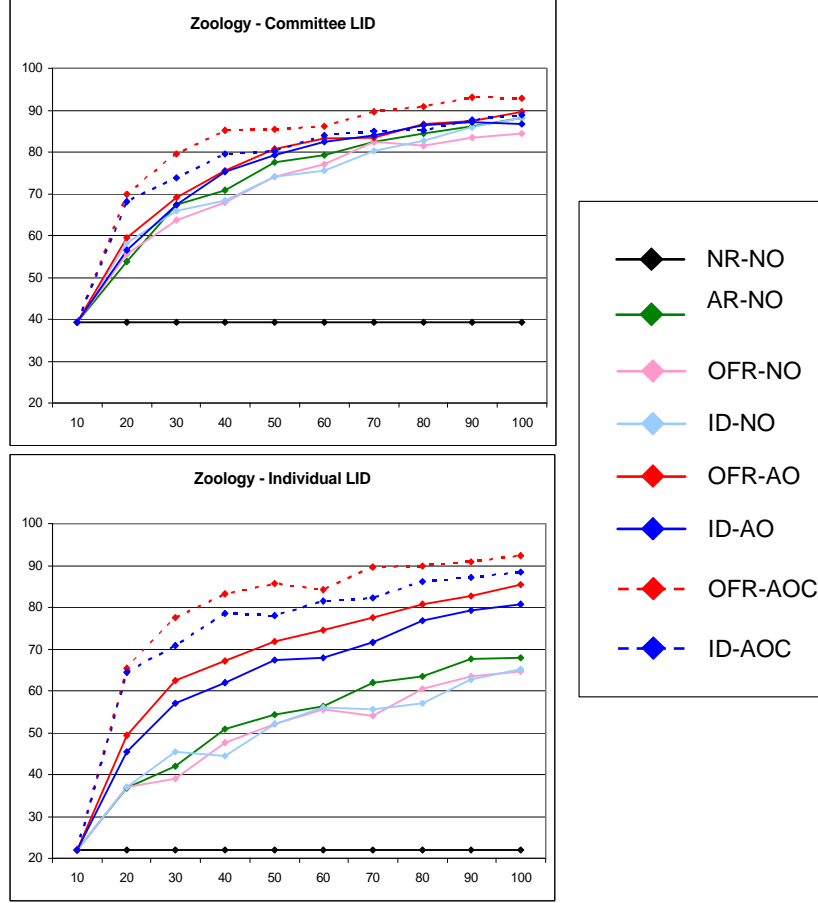 Zoology - Committee LID
100
90
80
70
60
50
40
30
20
10 20 30 40 50 60 70 80 90 100
Zoology - Individual LID
100
90
80
70
60
50
40
30
20
10 20 30 40 50 60 70 80 90 100
NR-NO
AR-NO
OFR-NO
ID-NO
OFR-AO
ID-AO
OFR-AOC
ID-AOC